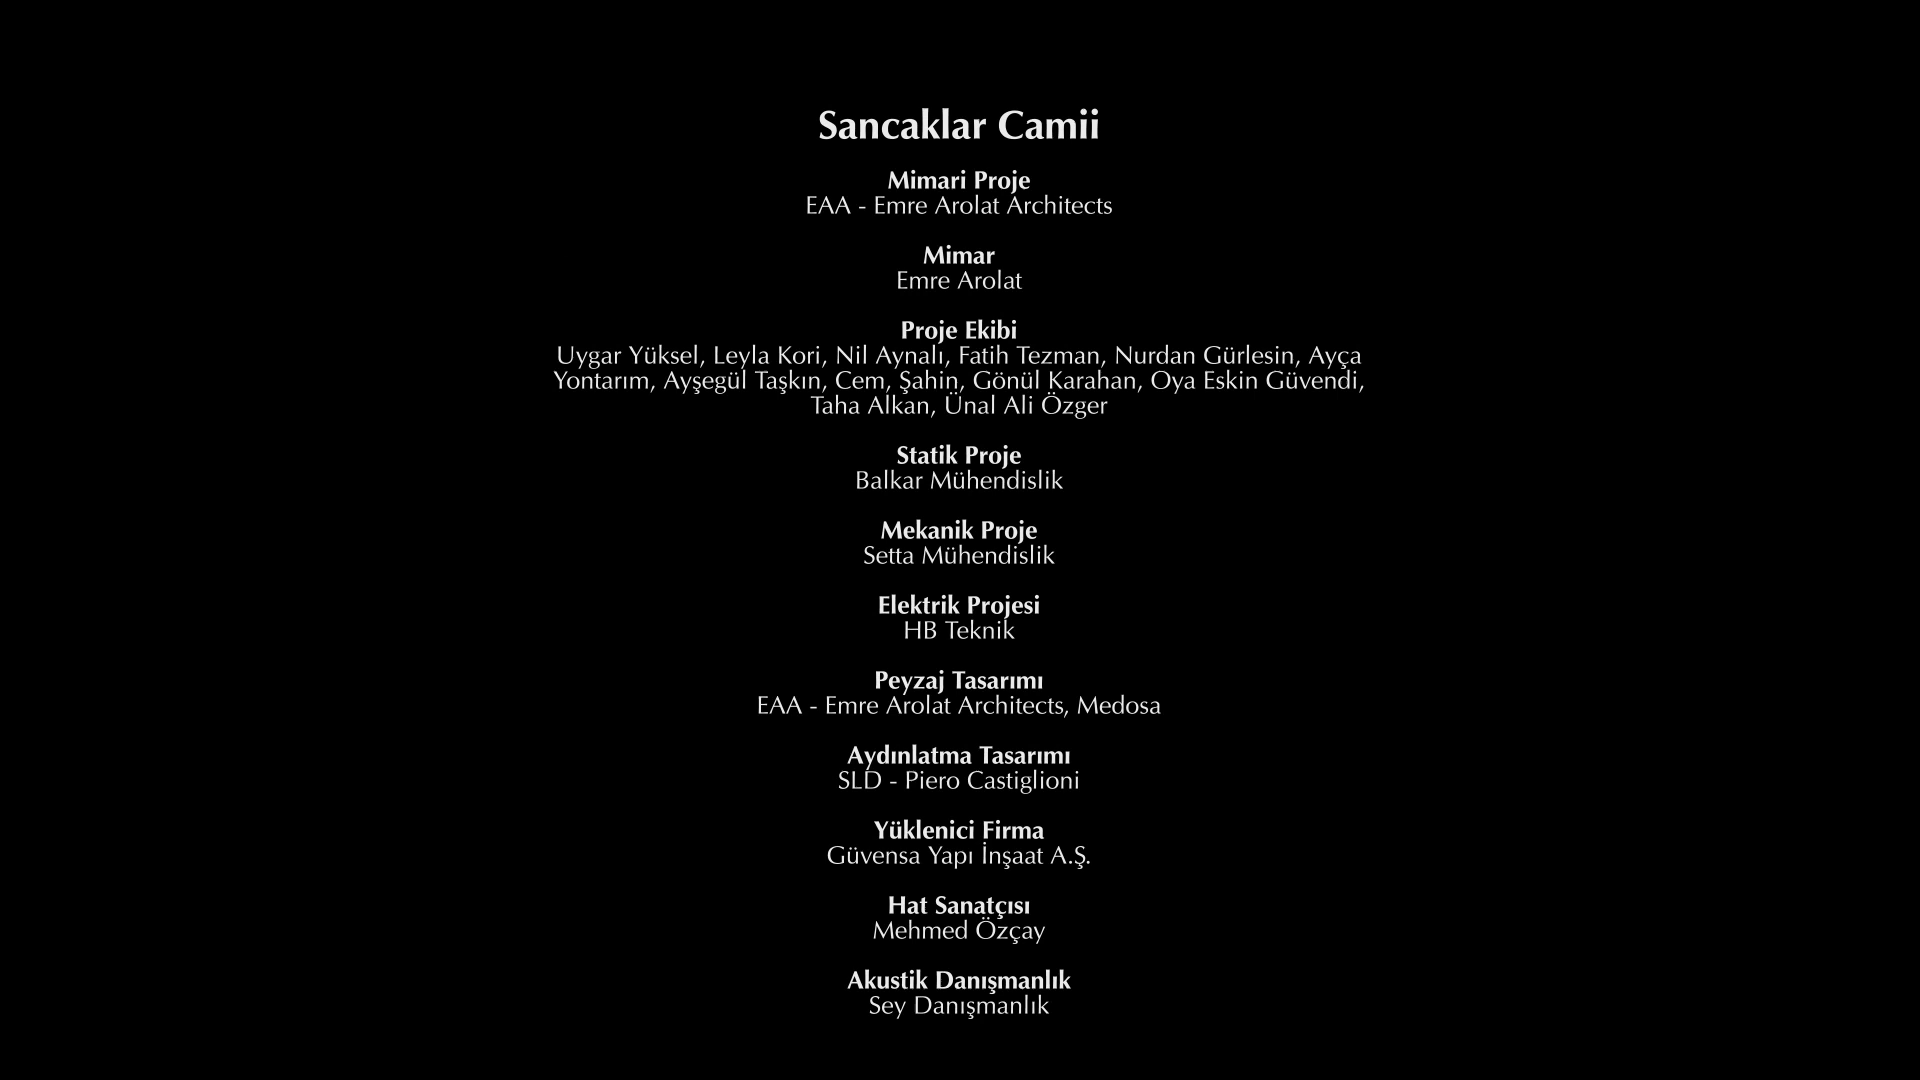 Sancaklar Camii
Mimari Proje
EAA - Emre Arolat Architects
Mimar
Emre Arolat
Proje Ekibi
Uygar Yüksel, Leyla Kori, Nil Aynalı, Fatih Tezman, Nurdan Gürlesin, Ayça
Yontarım, Ayşegül Taşkın, Cem, Şahin, Gönül Karahan, Oya Eskin Güvendi,
Taha Alkan, Ünal Ali Özger
Statik Proje
Balkar Mühendislik
Mekanik Proje
Setta Mühendislik
Elektrik Projesi
HB Teknik
Peyzaj Tasarımı
EAA - Emre Arolat Architects, Medosa
Aydınlatma Tasarımı
SLD - Piero Castiglioni
Yüklenici Firma
Güvensa Yapı İnşaat A.Ş.
Hat Sanatçısı
Mehmed Özçay
Akustik Danışmanlık
Sey Danışmanlık